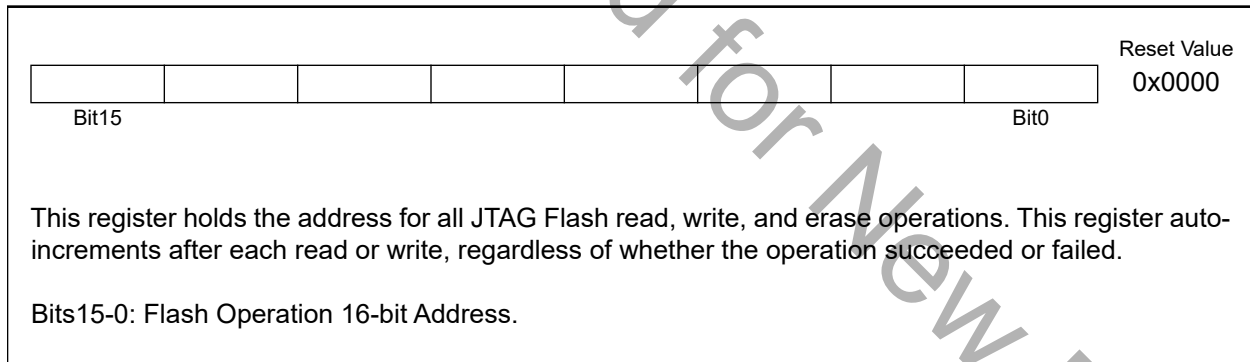 Reset Value
0x0000
Bit15
Bit0
This register holds the address for all JTAG Flash read, write, and erase operations. This register auto-
increments after each read or write, regardless of whether the operation succeeded or failed.
Bits15-0: Flash Operation 16-bit Address.
d for New